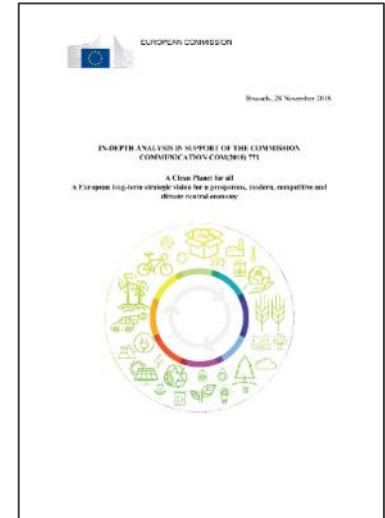 EUROPEAN COMMISSION
Brussels, 28 November 2018
IN-DEPTH ANALYSIS IN SUPPORT OF THE COMMISSION
COMMUNICATION COM(2018) 773
A Clean Planet for all
A European long-term strategic vision for a prosperous, modern, competitive and
climate neutral economy